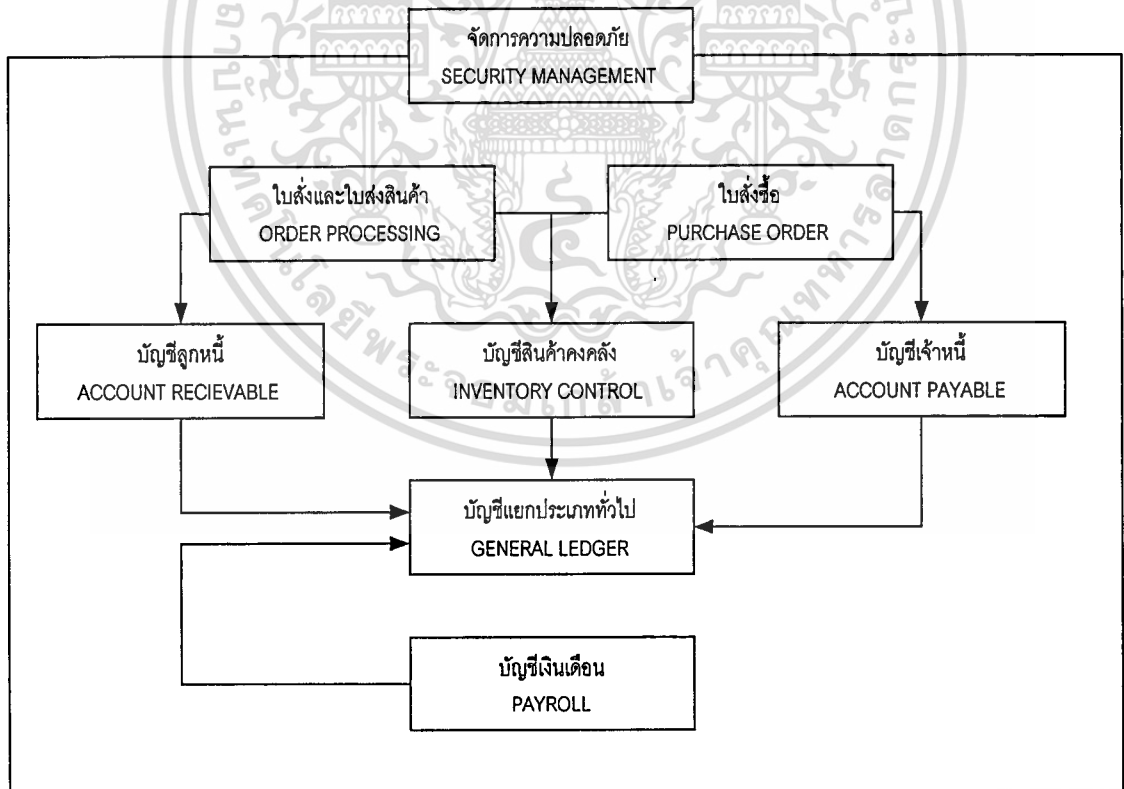 จัดการความปลอดภัย
SECURITY MANAGEMENT
ใบสั่งและใบส่งสินค้า
ORDER PROCESSING
ใบสั่งซื้อ
PURCHASE ORDER
บัญชีลูกหนี้
ACCOUNT RECIEVABLE
บัญชีสินค้าคงคลัง
INVENTORY CONTROL
บัญชีเจ้าหนี้
ACCOUNT PAYABLE
บัญชีแยกประเภททั่วไป
GENERAL LEDGER
บัญชีเงินเดือน
PAYROLL